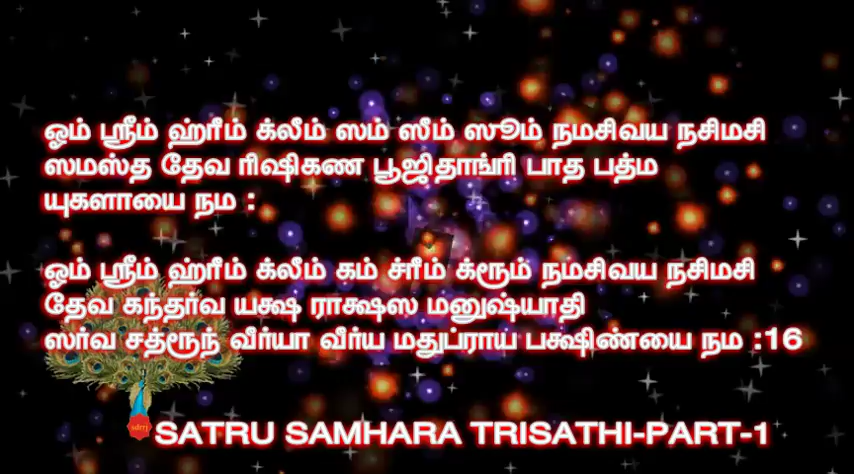 ஓம் ஸ்ரீம் ஹ்ரீம் க்லீம் ஸம் ஸீம் ஸூம் நமசிவய நசிமசி
ஸமஸ்த தேவ ரிஷிகண பூஜிதாங்ரி பாத பத்ம
யுகளாயை நம :
ஓம் ஸ்ரீம் ஹ்ரீம் க்லீம் கம் ச்ரீம் க்ரூம் நம்சிவய நசிமசி
தேவ கந்தர்வ யக்ஷ ராக்ஷஸ மனுஷ்யாதி
ஸர்வ சத்ரூந் வீர்யா வீர்ய மதுப்ராய பக்ஷிண்யை நம :16
SATRU SAMHARA TRISATHI-PART-1